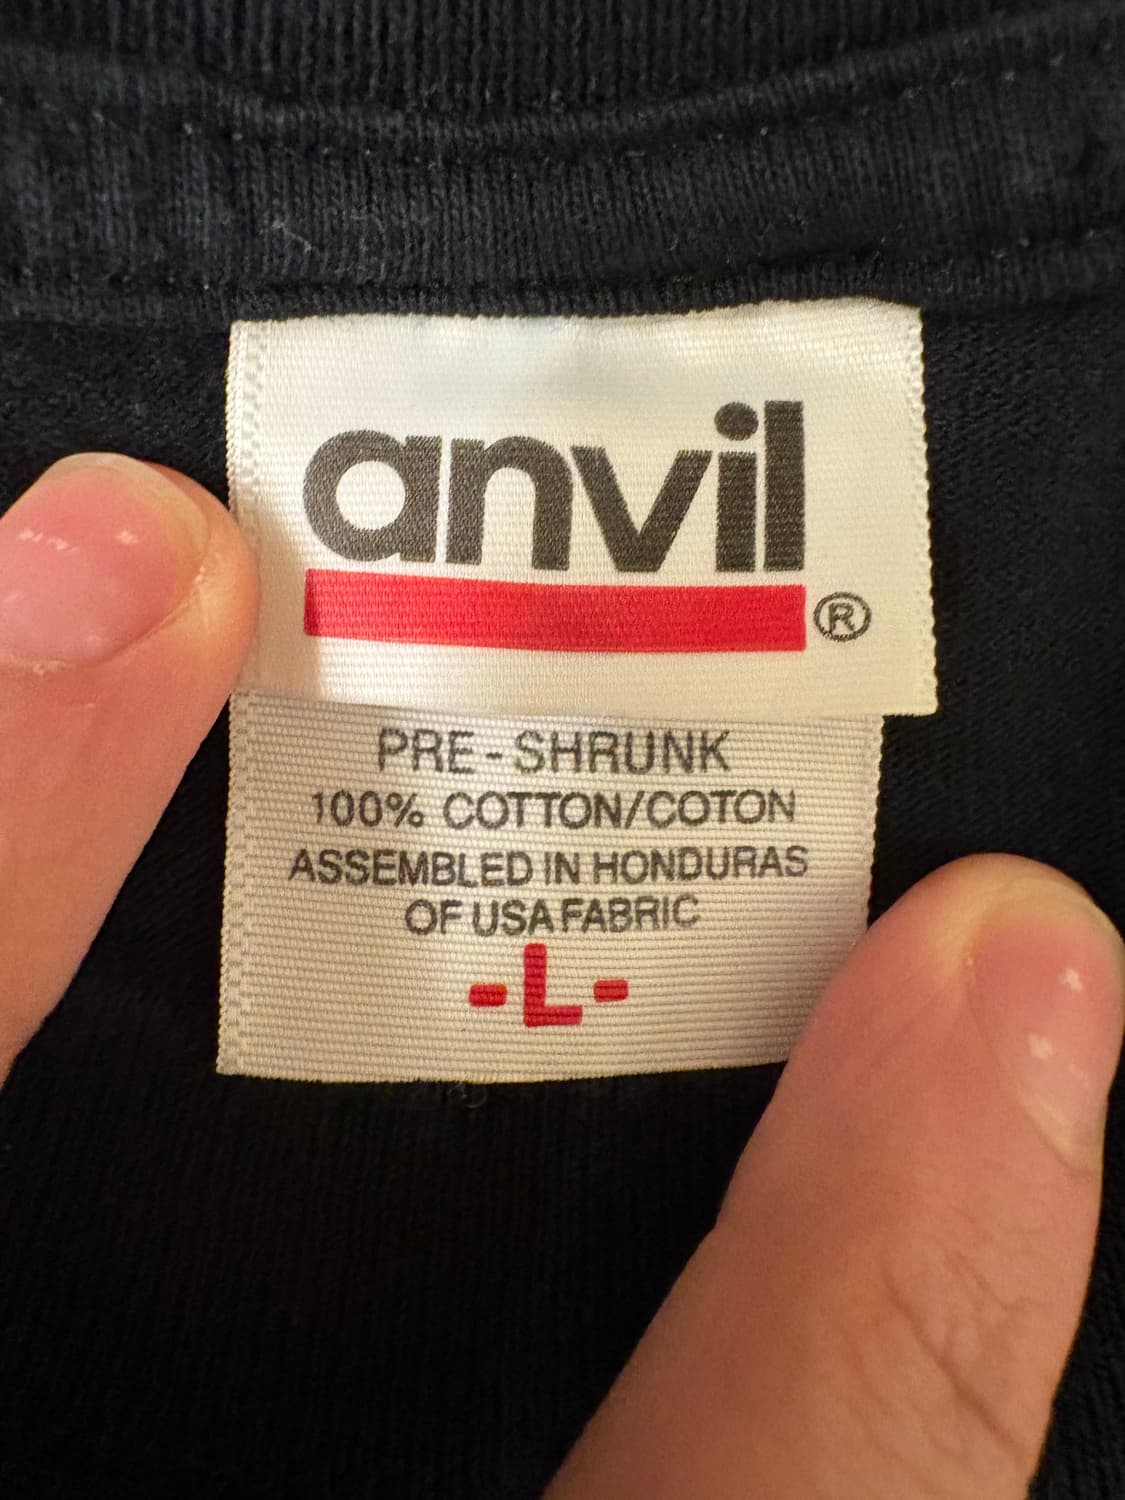 anvil
®
PRE-SHRUNK
100% COTTON/COTON
ASSEMBLED IN HONDURAS
OF USA FABRIC
-L-